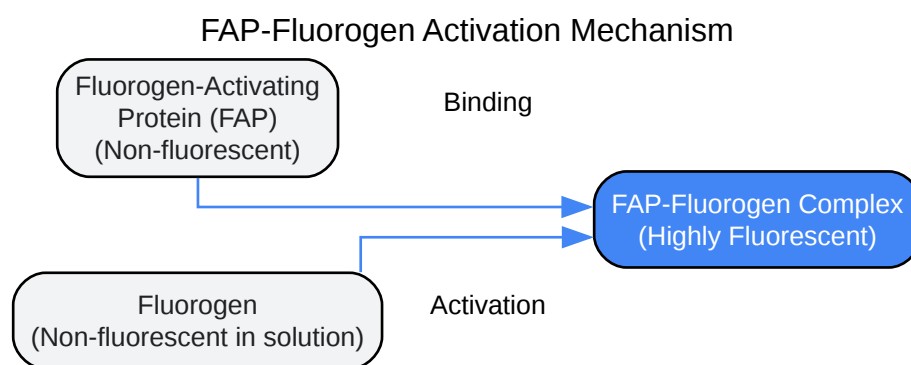 FAP-Fluorogen Activation Mechanism
Fluorogen-Activating
Protein (FAP)
(Non-fluorescent)
Binding
FAP-Fluorogen Complex
(Highly Fluorescent)
Fluorogen
(Non-fluorescent in solution)
Activation